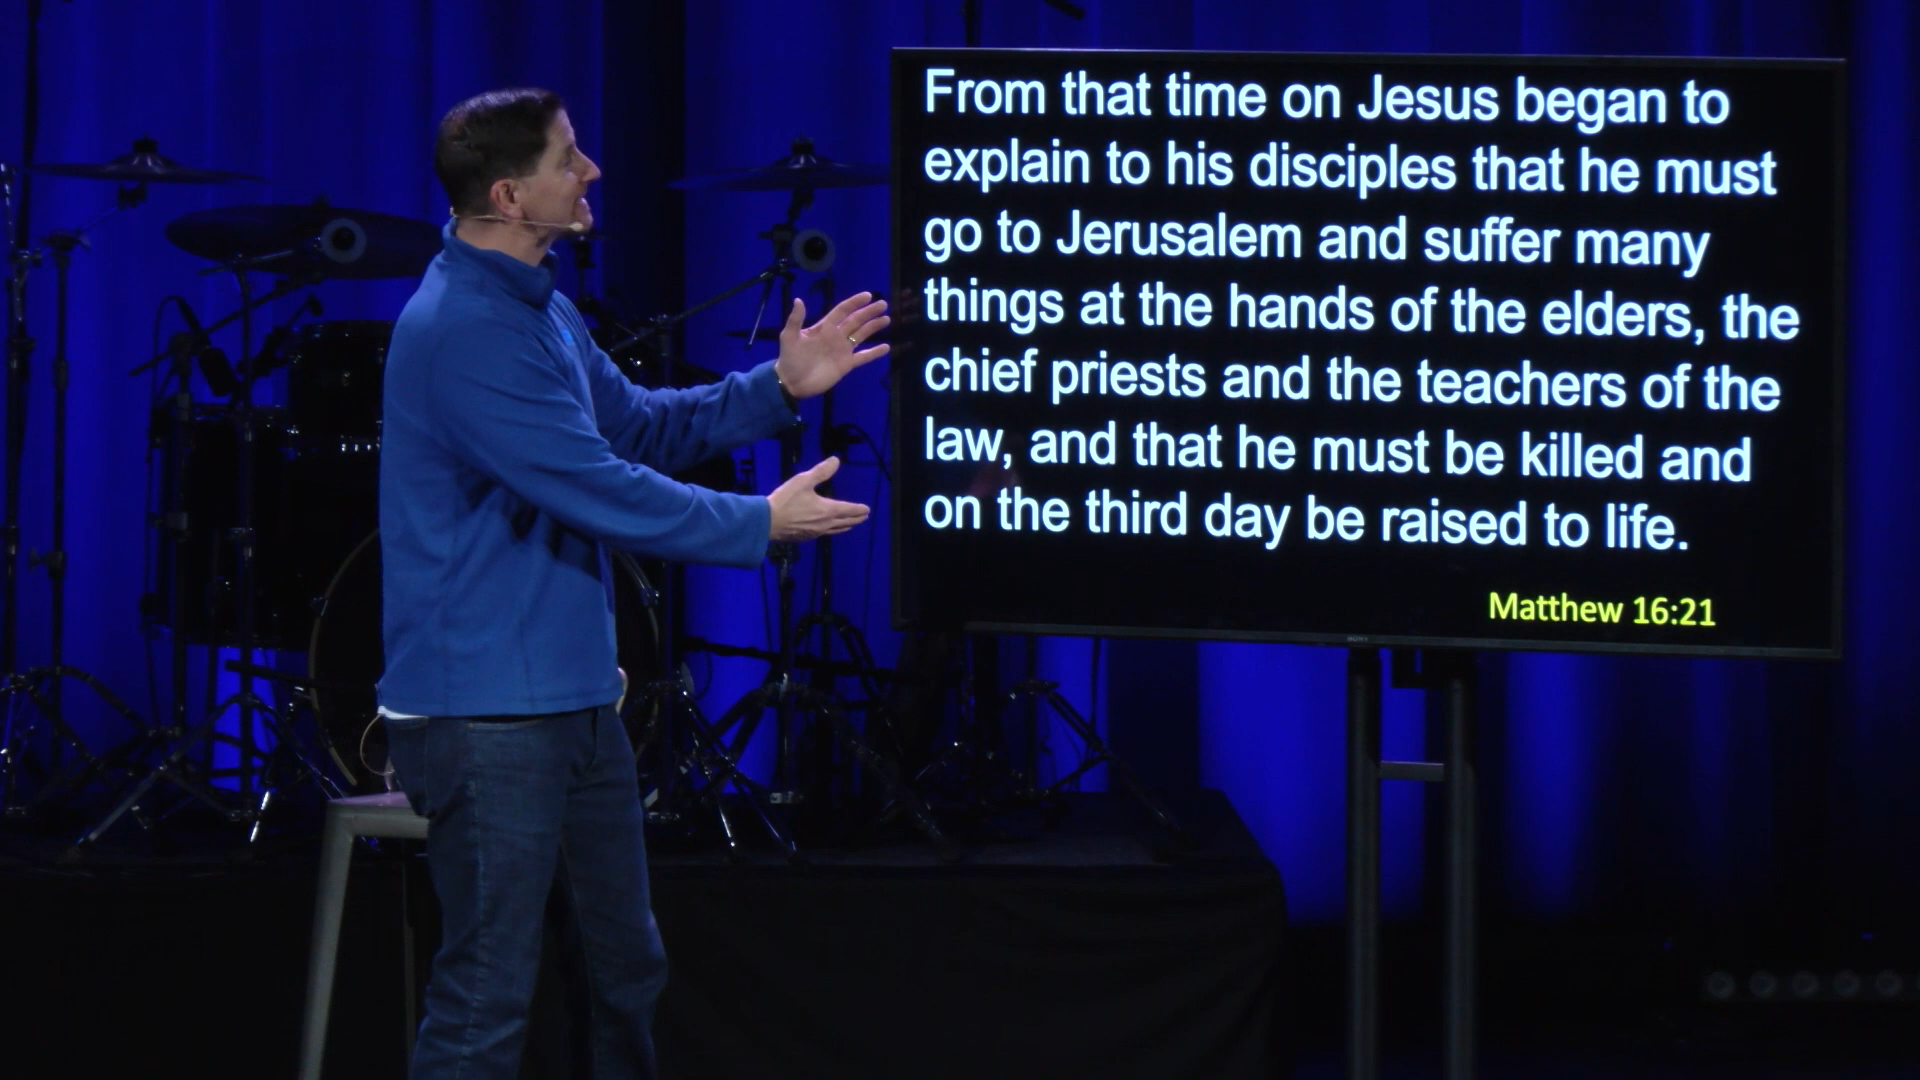 From that time on Jesus began to
explain to his disciples that he must
go to Jerusalem and suffer many
things at the hands of the elders, the
chief priests and the teachers of the
law, and that he must be killed and
on the third day be raised to life.
Matthew 16:21
SONY